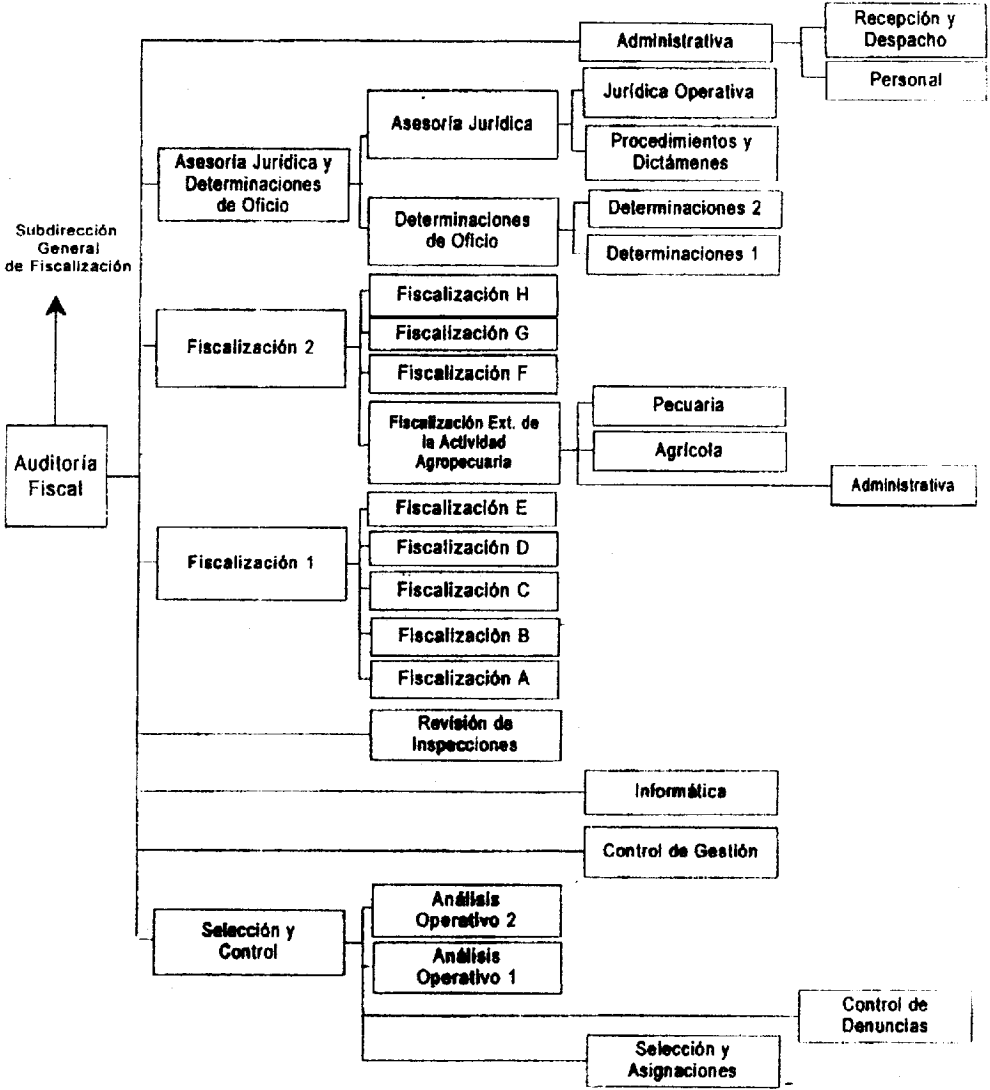 Recepción y
Despacho
Administrativa
Personal
Asesoría Jurídica
Jurídica Operativa
Procedimientos y
Dictámenes
Asesoría Jurídica y
Determinaciones
de Oficio
Determinaciones
de Oficio
Determinaciones 2
Determinaciones 1
Subdirección
General
de Fiscalización
Fiscalización 2
Fiscalización H
Fiscalización G
Fiscalización F
Fiscalización Ext. de
la Actividad
Agropecuaria
Pecuaria
Agrícola
Administrativa
Auditoría
Fiscal
Fiscalización 1
Fiscalización E
Fiscalización D
Fiscalización C
Fiscalización B
Fiscalización A
Revisión de
Inspecciones
Informática
Control de Gestión
Selección y
Control
Análisis
Operativo 2
Análisis
Operativo 1
Control de
Denuncias
Selección y
Asignaciones